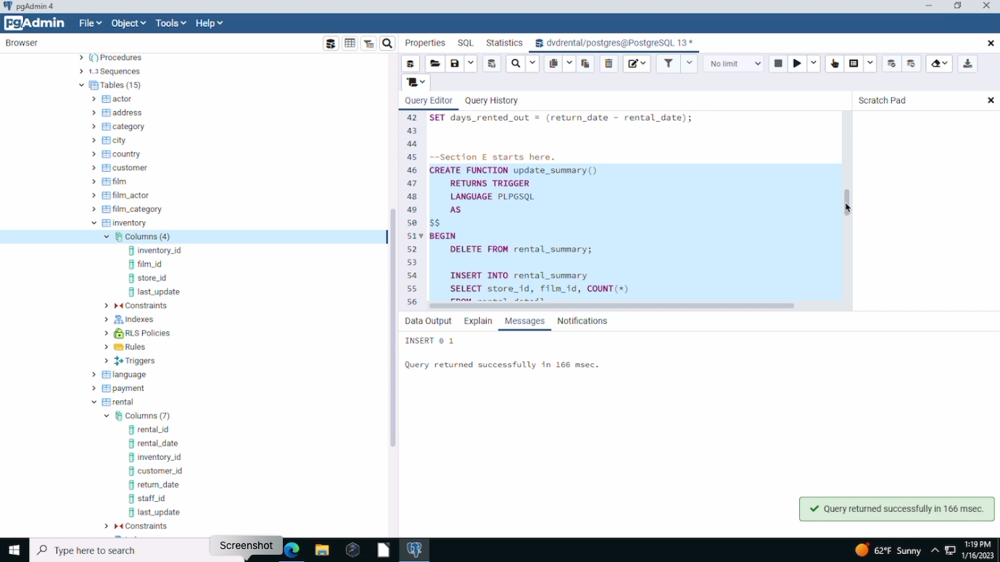 pgAdmin 4
pgAdmin File Object Tools Help
Browser
Properties SQL Statistics dvdrental/postgres@PostgreSQL 13 *
No limit
Query Editor Query History
Scratch Pad
Procedures
1..3 Sequences
Tables (15)
actor
address
category
city
country
customer
film
film_actor
film_category
inventory
Columns (4)
inventory_id
film_id
store_id
last_update
Constraints
Indexes
RLS Policies
Rules
Triggers
language
payment
rental
Columns (7)
rental_id
rental_date
inventory_id
customer_id
return_date
staff_id
last_update
Constraints
42 SET days_rented_out = (return_date - rental_date);
43
44
45 --Section E starts here.
46 CREATE FUNCTION update_summary()
47 RETURNS TRIGGER
48 LANGUAGE PLPGSQL
49 AS
50 $$
51 BEGIN
52 DELETE FROM rental_summary;
53
54 INSERT INTO rental_summary
55 SELECT store_id, film_id, COUNT(*)
56
Data Output Explain Messages Notifications
INSERT 0 1
Query returned successfully in 166 msec.
Query returned successfully in 166 msec.
Type here to search
Screenshot
62°F Sunny
1:19 PM
1/16/2023